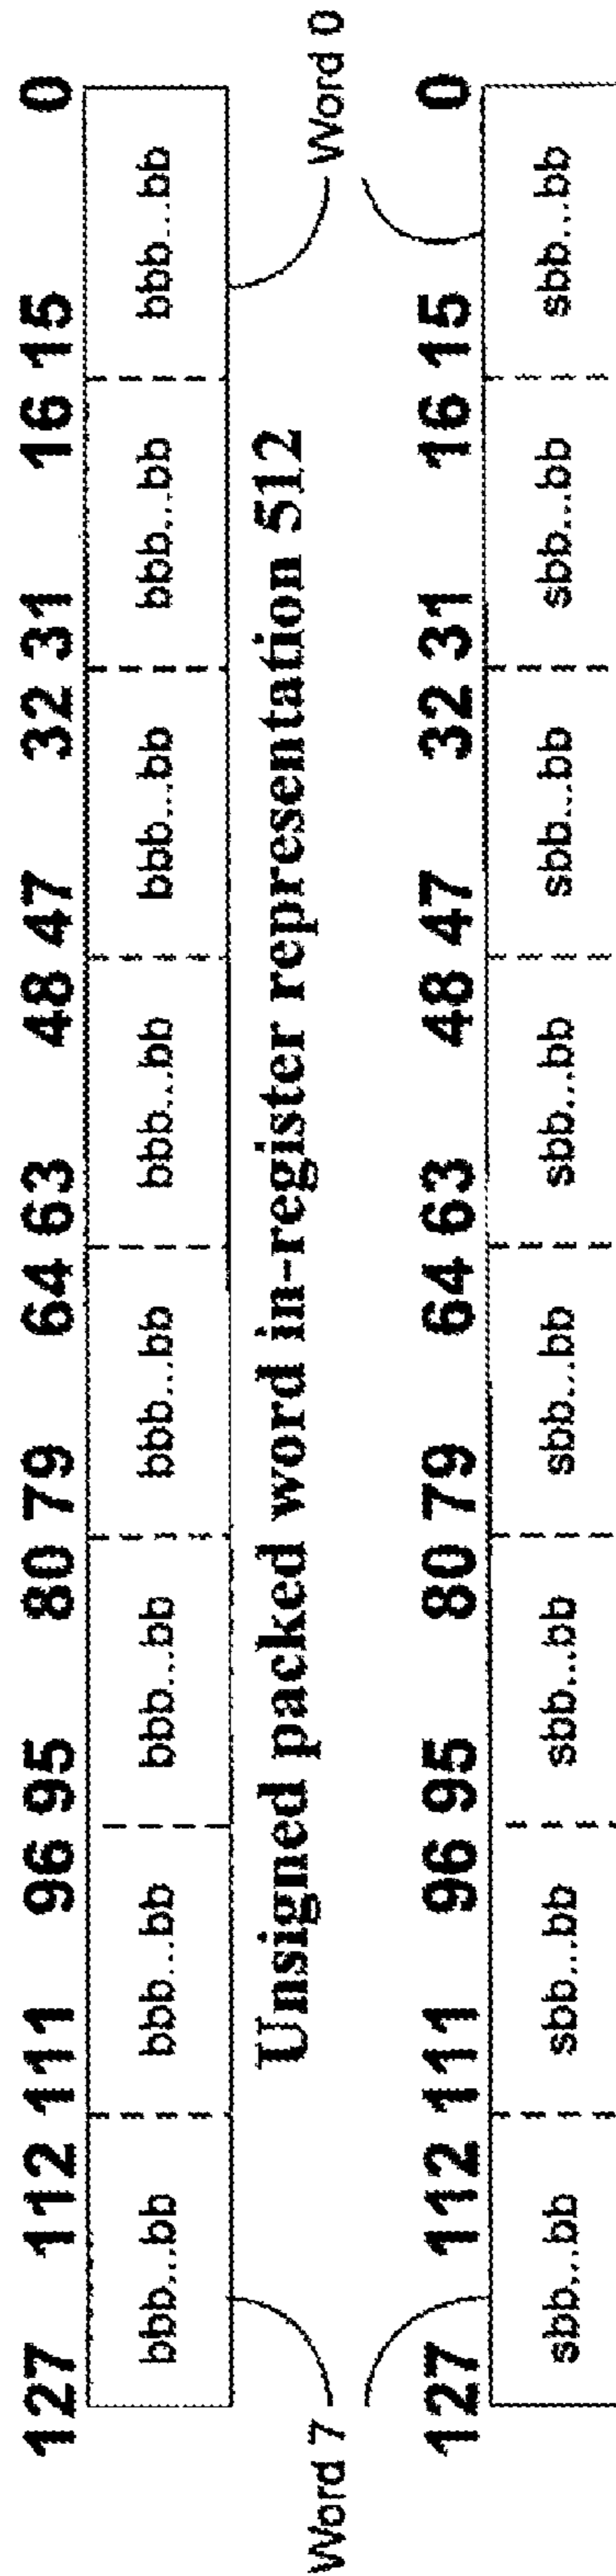 127 112 111 96 95 80 79 64 63 48 47 32 31 16 15 0
bbb...bb bbb...bb bbb...bb bbb...bb bbb...bb bbb...bb bbb...bb bbb...bb
Unsigned packed word in-register representation 512
Word 7 Word 0
127 112 111 96 95 80 79 64 63 48 47 32 31 16 15 0
sbb...bb sbb...bb sbb...bb sbb...bb sbb...bb sbb...bb sbb...bb sbb...bb